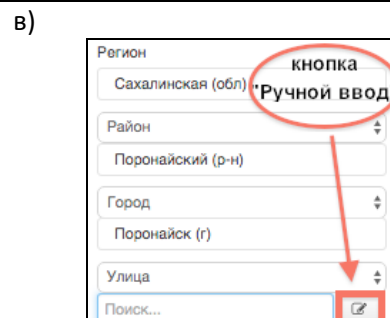 в)
Регион
кнопка
Сахалинская (обл)
"Ручной ввод
Район
Поронайский (р-н)
Город
Поронайск (г)
Улица
Поиск...